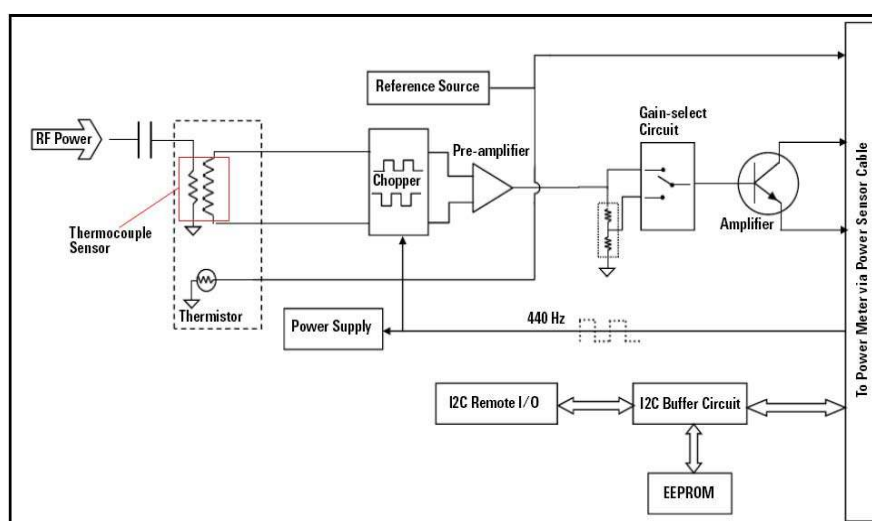 Reference Source
Gain-select
Circuit
RF Power
Pre-amplifier
Chopper
Thermocouple
Sensor
Amplifier
Thermistor
Power Supply
440 Hz
I2C Remote I/O
I2C Buffer Circuit
EEPROM
To Power Meter via Power Sensor Cable